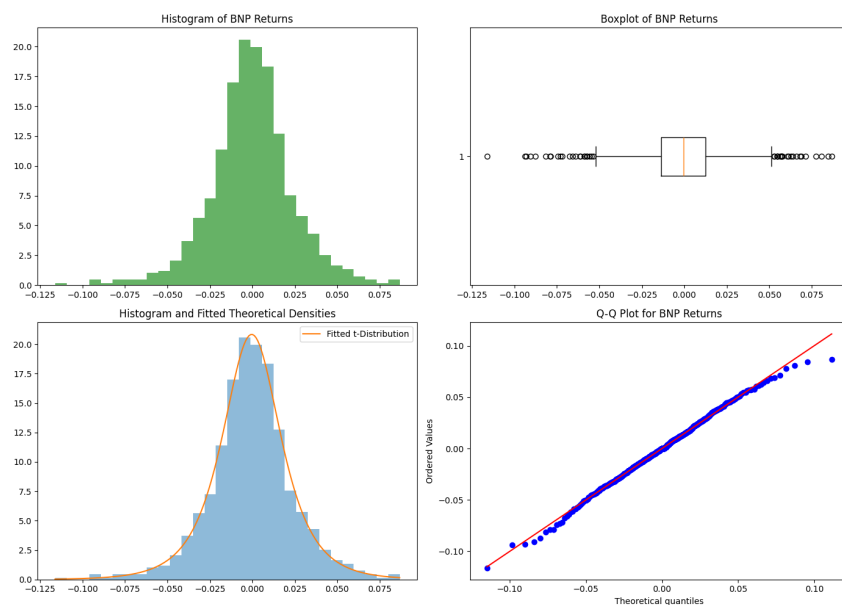 Histogram of BNP Returns
20.0
17.5
15.0
12.5
10.0
7.5
5.0
2.5
0.0
−0.125 −0.100 −0.075 −0.050 −0.025 0.000 0.025 0.050 0.075
Boxplot of BNP Returns
1
−0.125 −0.100 −0.075 −0.050 −0.025 0.000 0.025 0.050 0.075
Histogram and Fitted Theoretical Densities
Fitted t-Distribution
20.0
17.5
15.0
12.5
10.0
7.5
5.0
2.5
0.0
−0.125 −0.100 −0.075 −0.050 −0.025 0.000 0.025 0.050 0.075
Q-Q Plot for BNP Returns
Ordered Values
0.10
0.05
0.00
−0.05
−0.10
−0.10 −0.05 0.00 0.05 0.10
Theoretical quantiles